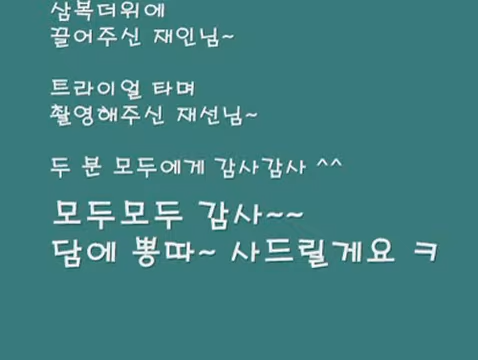 삼복더위에
끌어주신 재인님~
트라이얼 타며
촬영해주신 재선님~
두 분 모두에게 감사감사 ^^
모두모두 감사~~
담에 뽕따~ 사드릴게요 ㅋ